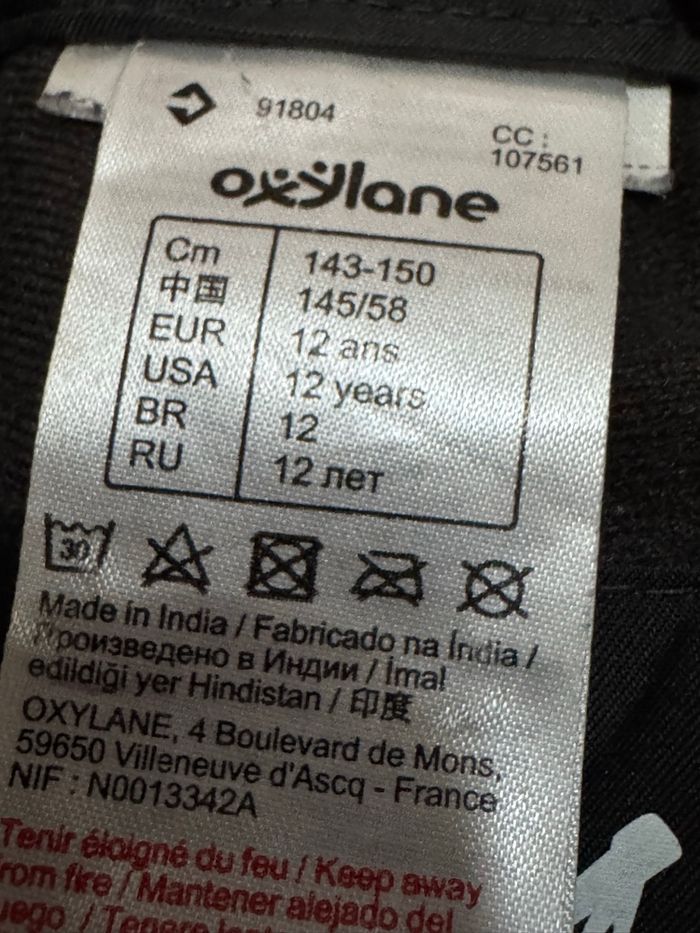 91804
CC :
107561
oxylane
Cm 143-150
中国 145/58
EUR 12 ans
USA 12 years
BR 12
RU 12 лет
30
Made in India / Fabricado na Índia /
Произведено в Индии / İmal
edildiği yer Hindistan / 印度
OXYLANE, 4 Boulevard de Mons,
59650 Villeneuve d'Ascq - France
NIF : N0013342A
Tenir éloigné du feu / Keep away
from fire / Mantener alejado del
fuego / Tenere